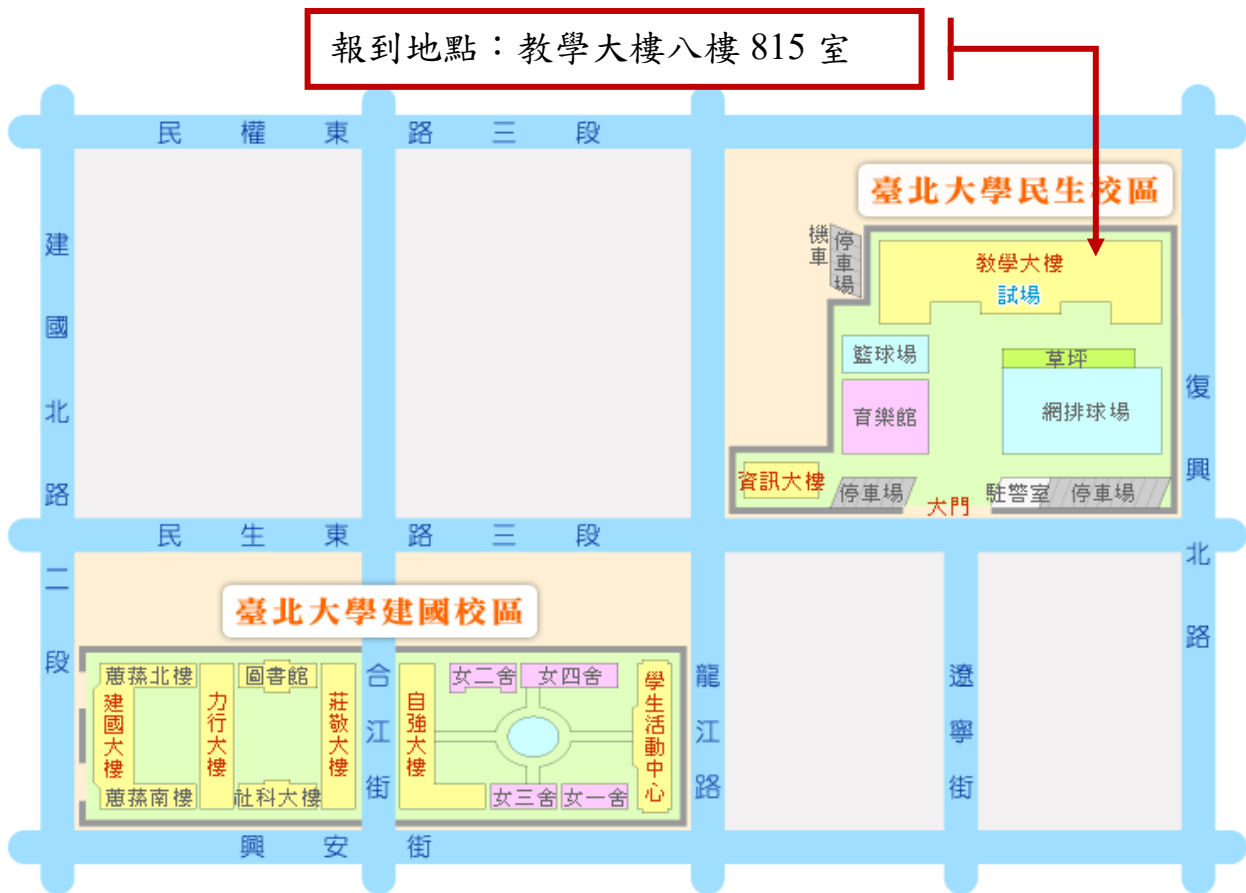 報到地點：教學大樓八樓 815 室
民權東路三段
臺北大學民生校區
建國北路二段
機車
停車場
教學大樓
試場
籃球場
草坪
育樂館
網排球場
復興北路
資訊大樓
停車場
大門
駐警室
停車場
民生東路三段
臺北大學建國校區
蕙蓀北樓
圖書館
女二舍
女四舍
建國大樓
力行大樓
莊敬大樓
合江街
自強大樓
學生活動中心
龍江路
遼寧街
蕙蓀南樓
社科大樓
女三舍
女一舍
興安街